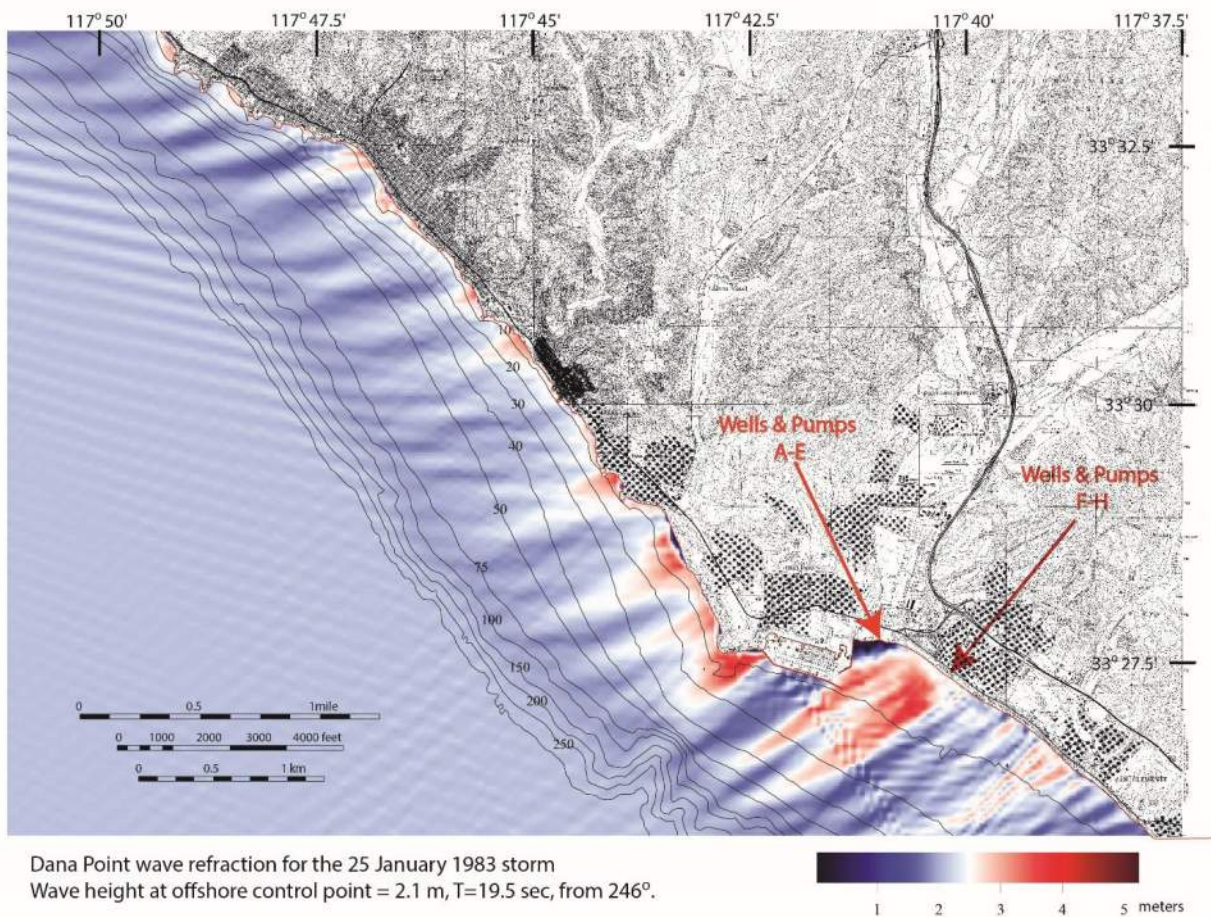 117° 50' 117° 47.5' 117° 45' 117° 42.5' 117° 40' 117° 37.5'
33° 32.5'
10
20
30
33° 30'
Wells & Pumps
A-E
40
Wells & Pumps
F-H
50
75
100
33° 27.5'
150
200
250
0 0.5 1mile
0 1000 2000 3000 4000 feet
0 0.5 1 km
Dana Point wave refraction for the 25 January 1983 storm
Wave height at offshore control point = 2.1 m, T=19.5 sec, from 246°.
1 2 3 4 5 meters